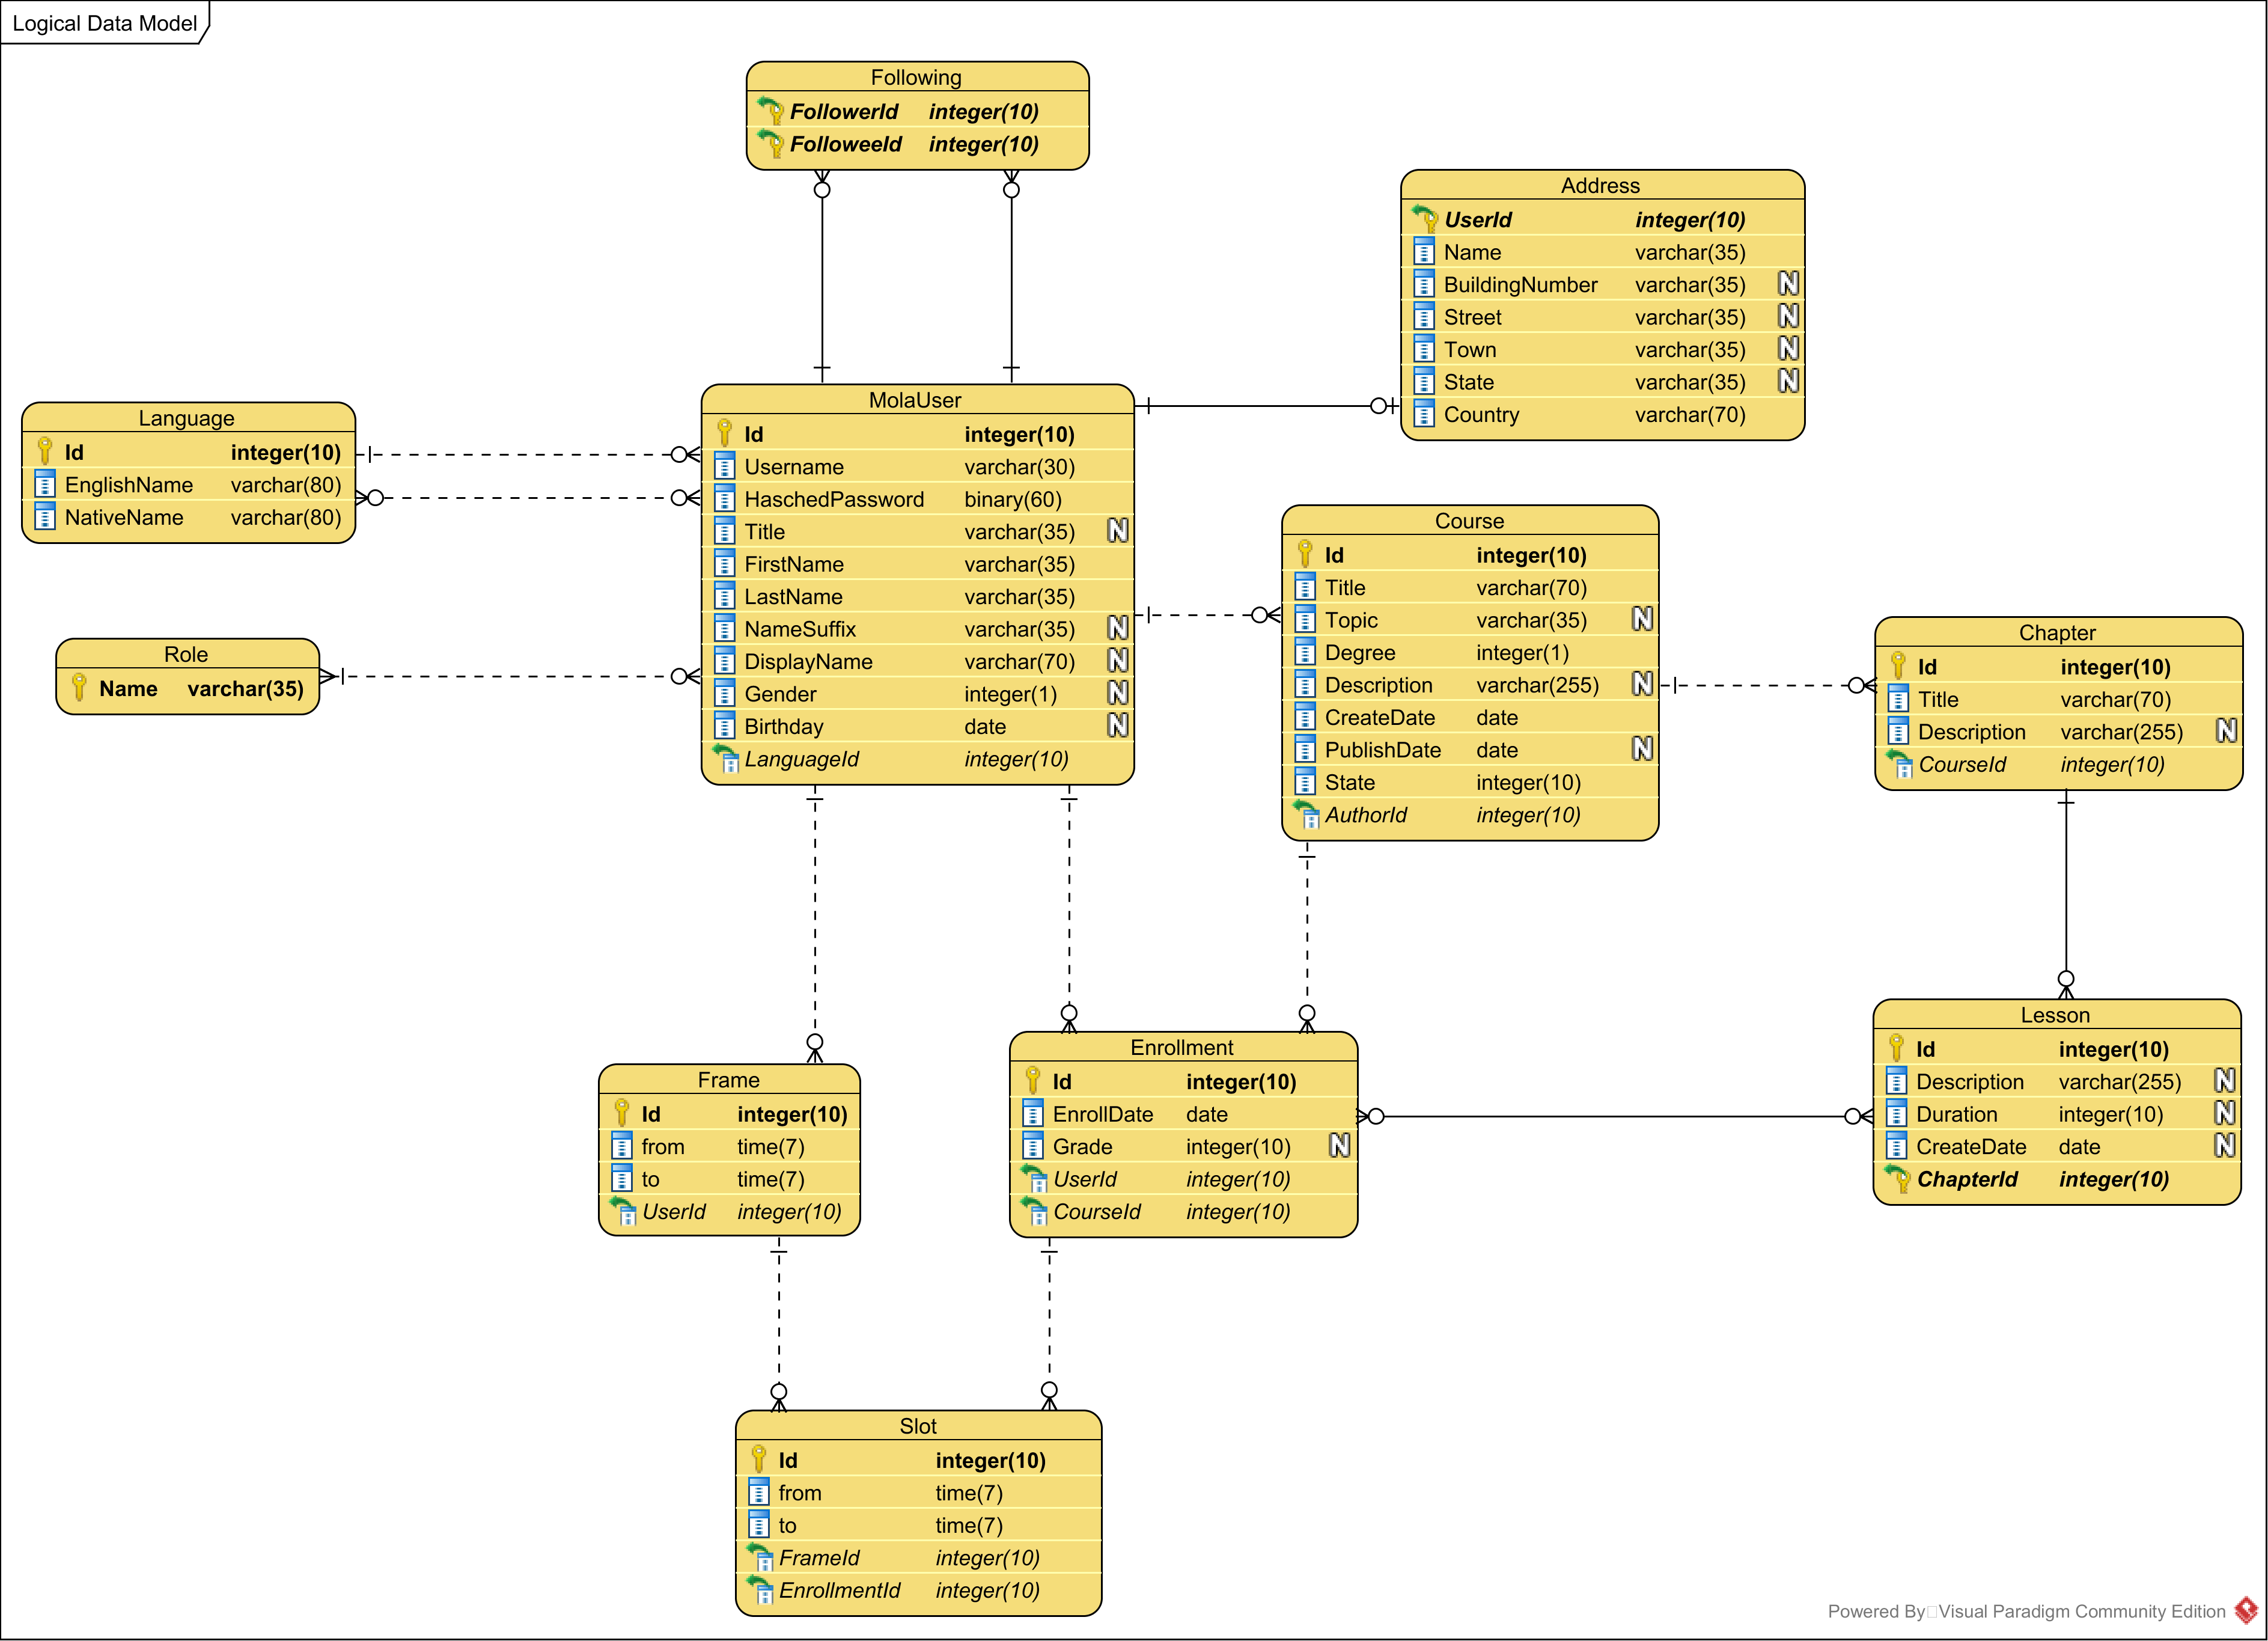 Logical Data Model
Following
FollowerId integer(10)
FolloweeId integer(10)
Address
UserId integer(10)
Name varchar(35)
BuildingNumber varchar(35) N
Street varchar(35) N
Town varchar(35) N
State varchar(35) N
Country varchar(70)
Language
Id integer(10)
EnglishName varchar(80)
NativeName varchar(80)
MolaUser
Id integer(10)
Username varchar(30)
HaschedPassword binary(60)
Title varchar(35) N
FirstName varchar(35)
LastName varchar(35)
NameSuffix varchar(35) N
DisplayName varchar(70) N
Gender integer(1) N
Birthday date N
LanguageId integer(10)
Role
Name varchar(35)
Course
Id integer(10)
Title varchar(70)
Topic varchar(35) N
Degree integer(1)
Description varchar(255) N
CreateDate date
PublishDate date N
State integer(10)
AuthorId integer(10)
Chapter
Id integer(10)
Title varchar(70)
Description varchar(255) N
CourseId integer(10)
Frame
Id integer(10)
from time(7)
to time(7)
UserId integer(10)
Enrollment
Id integer(10)
EnrollDate date
Grade integer(10) N
UserId integer(10)
CourseId integer(10)
Lesson
Id integer(10)
Description varchar(255) N
Duration integer(10) N
CreateDate date N
ChapterId integer(10)
Slot
Id integer(10)
from time(7)
to time(7)
FrameId integer(10)
EnrollmentId integer(10)
Powered By Visual Paradigm Community Edition